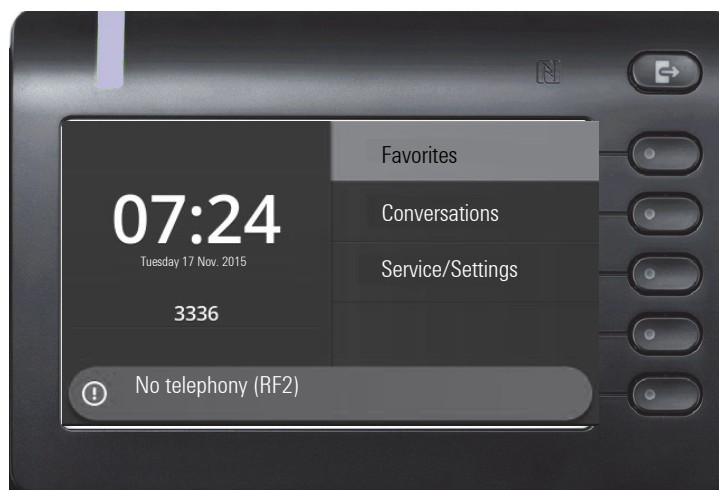 07:24
Tuesday 17 Nov. 2015
3336
Favorites
Conversations
Service/Settings
No telephony (RF2)